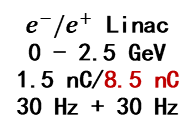 e⁻/e⁺ Linac
0 – 2.5 GeV
1.5 nC/8.5 nC
30 Hz + 30 Hz